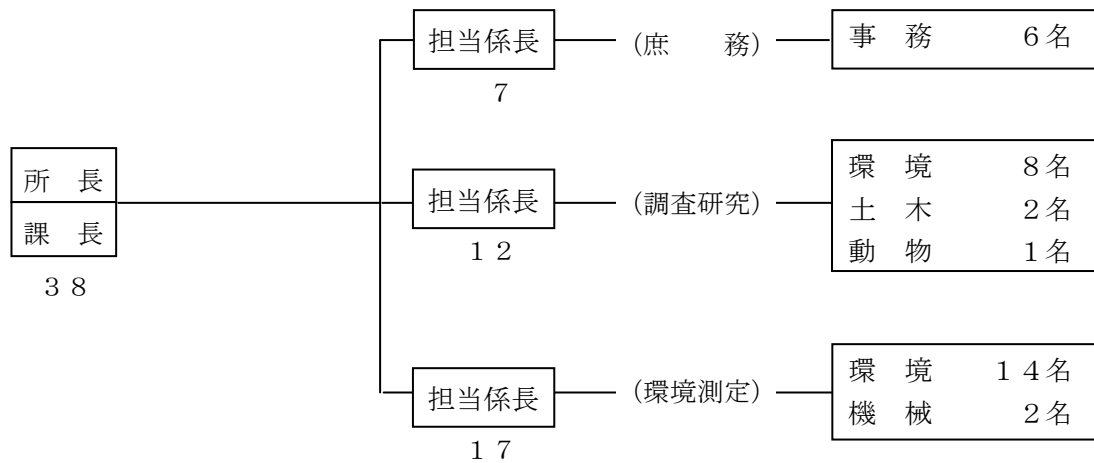 担当係長 (庶　　務) 事　務　　６名
７
所　長
課　長
３８
担当係長 (調査研究) 環　境　　８名
土　木　　２名
動　物　　１名
１２
担当係長 (環境測定) 環　境　１４名
機　械　　２名
１７